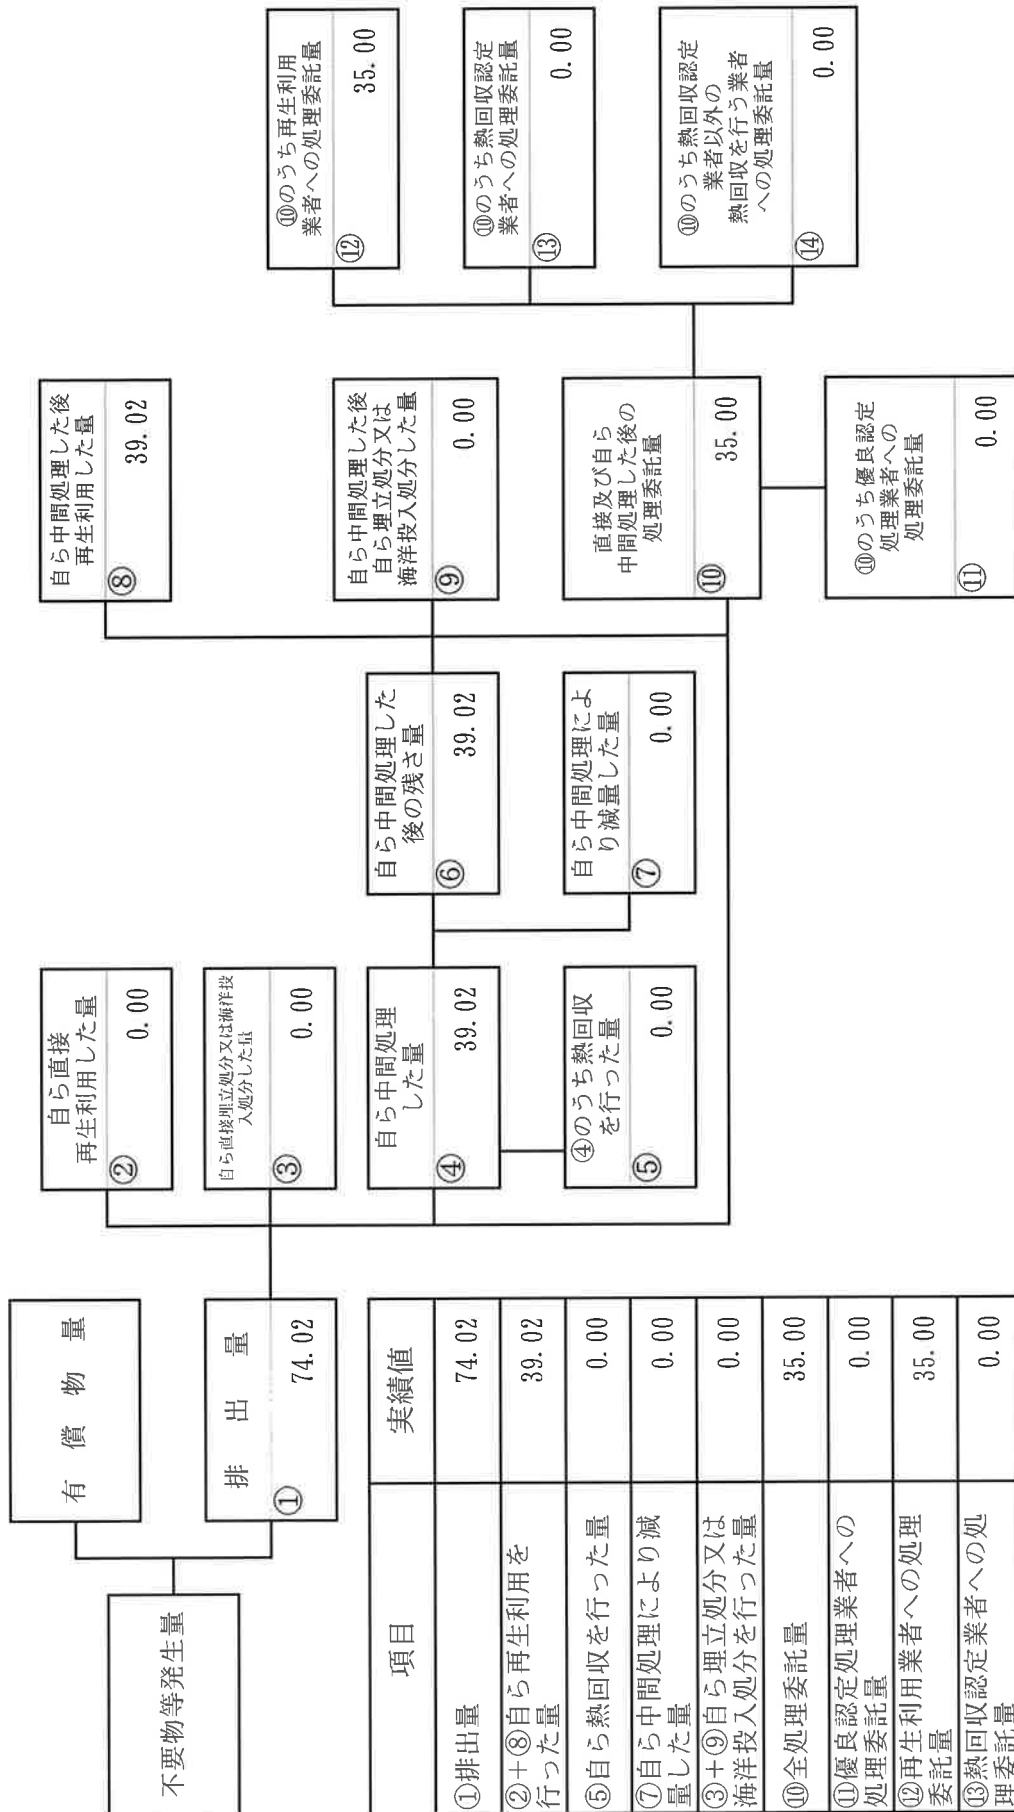 不要物等発生量
有償物量
排出量
①
74.02
自ら直接
再生利用した量
②
0.00
自ら直接埋立処分又は海洋投
入処分した量
③
0.00
自ら中間処理
した量
④
39.02
④のうち熱回収
を行った量
⑤
0.00
自ら中間処理した
後の残さ量
⑥
39.02
自ら中間処理によ
り減量した量
⑦
0.00
自ら中間処理した後
再生利用した量
⑧
39.02
自ら中間処理した後
自ら埋立処分又は
海洋投入処分した量
⑨
0.00
直接及び自ら
中間処理した後の
処理委託量
⑩
35.00
⑩のうち優良認定
処理業者への
処理委託量
⑪
0.00
⑩のうち再生利用
業者への処理委託量
⑫
35.00
⑩のうち熱回収認定
業者への処理委託量
⑬
0.00
⑩のうち熱回収認定
業者以外の
熱回収を行う業者
への処理委託量
⑭
0.00
項目 実績値
①排出量 74.02
②+⑧自ら再生利用を
行った量 39.02
⑤自ら熱回収を行った量 0.00
⑦自ら中間処理により減
量した量 0.00
③+⑨自ら埋立処分又は
海洋投入処分を行った量 0.00
⑩全処理委託量 35.00
⑪優良認定処理業者への
処理委託量 0.00
⑫再生利用業者への処理
委託量 35.00
⑬熱回収認定業者への処
理委託量 0.00